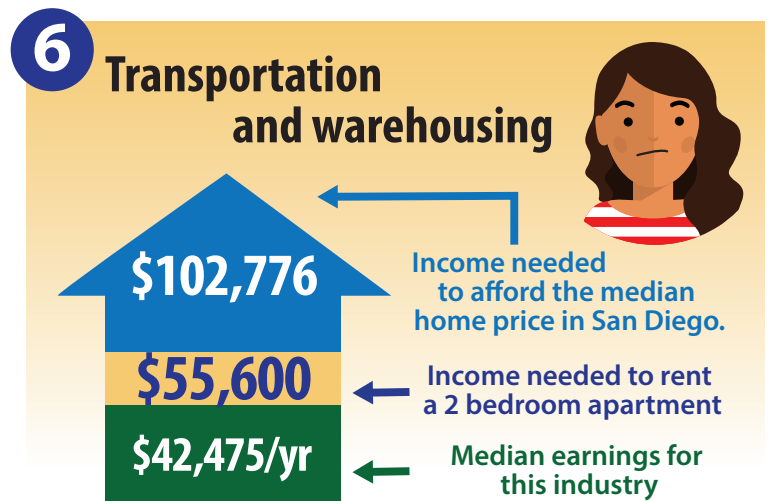 6
Transportation
and warehousing
$102,776
Income needed
to afford the median
home price in San Diego.
$55,600
Income needed to rent
a 2 bedroom apartment
$42,475/yr
Median earnings for
this industry